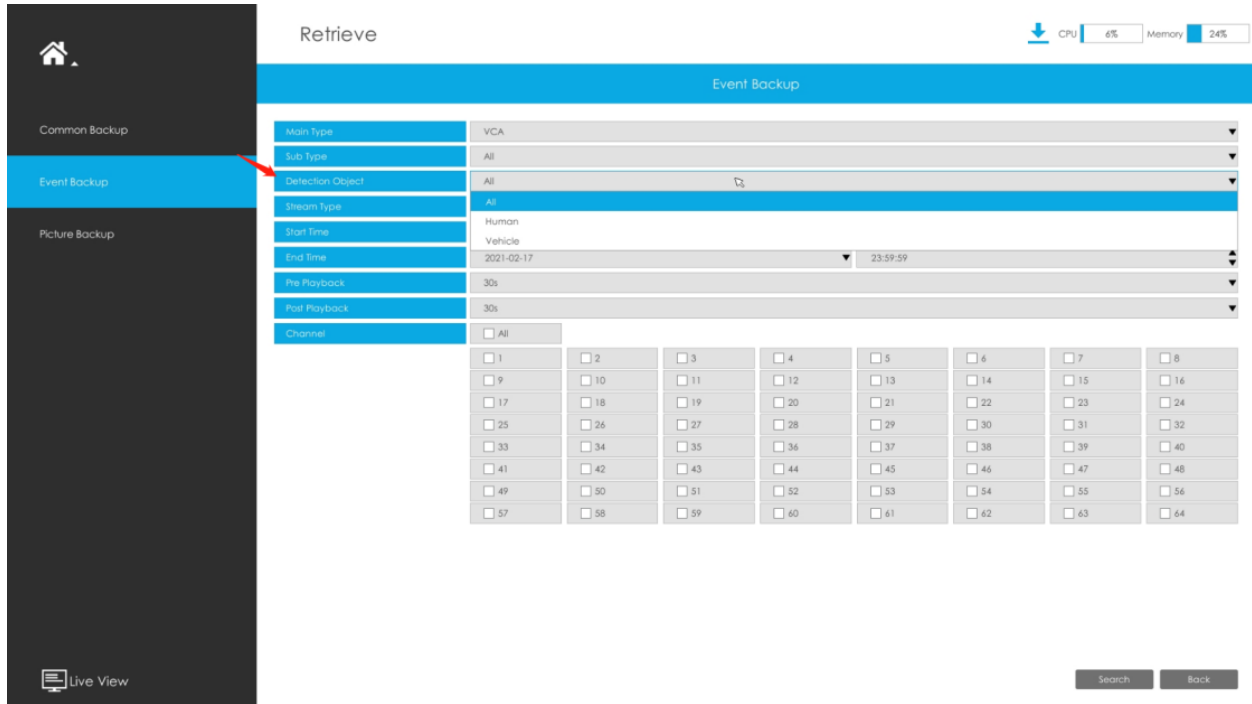 Retrieve
CPU 6% Memory 24%
Event Backup
Common Backup
Event Backup
Picture Backup
Main Type VCA
Sub Type All
Detection Object All
All
Human
Vehicle
Stream Type
Start Time
End Time 2021-02-17 23:59:59
Pre Playback 30s
Post Playback 30s
Channel All
1 2 3 4 5 6 7 8
9 10 11 12 13 14 15 16
17 18 19 20 21 22 23 24
25 26 27 28 29 30 31 32
33 34 35 36 37 38 39 40
41 42 43 44 45 46 47 48
49 50 51 52 53 54 55 56
57 58 59 60 61 62 63 64
Live View
Search Back